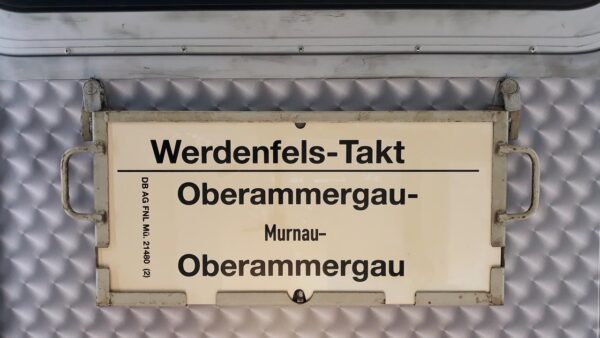 Werdenfels-Takt
Oberammergau-
Murnau-
Oberammergau
DB AG FNL Mü. 21480 (2)